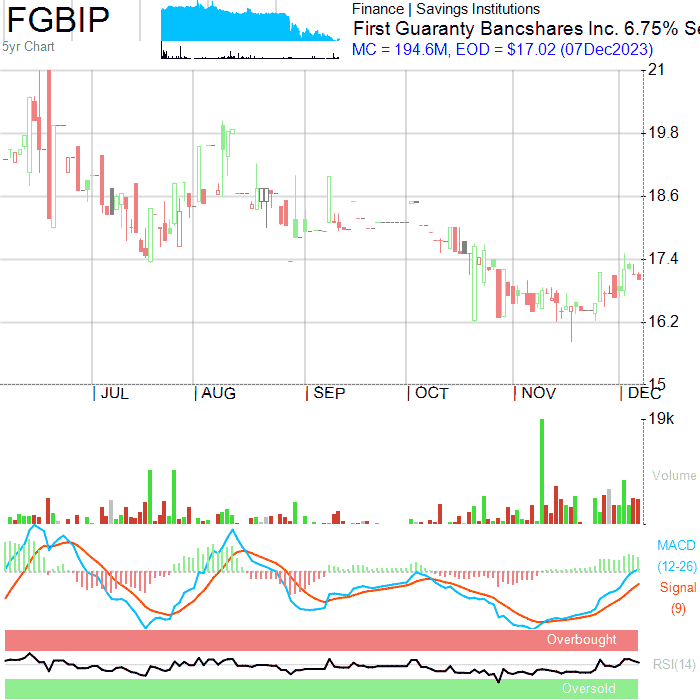 FGBIP
5yr Chart
Finance | Savings Institutions
First Guaranty Bancshares Inc. 6.75% Se
MC = 194.6M, EOD = $17.02 (07Dec2023)
21
19.8
18.6
17.4
16.2
15
JUL AUG SEP OCT NOV DEC
19k
Volume
MACD
(12-26)
Signal
(9)
Overbought
RSI(14)
Oversold